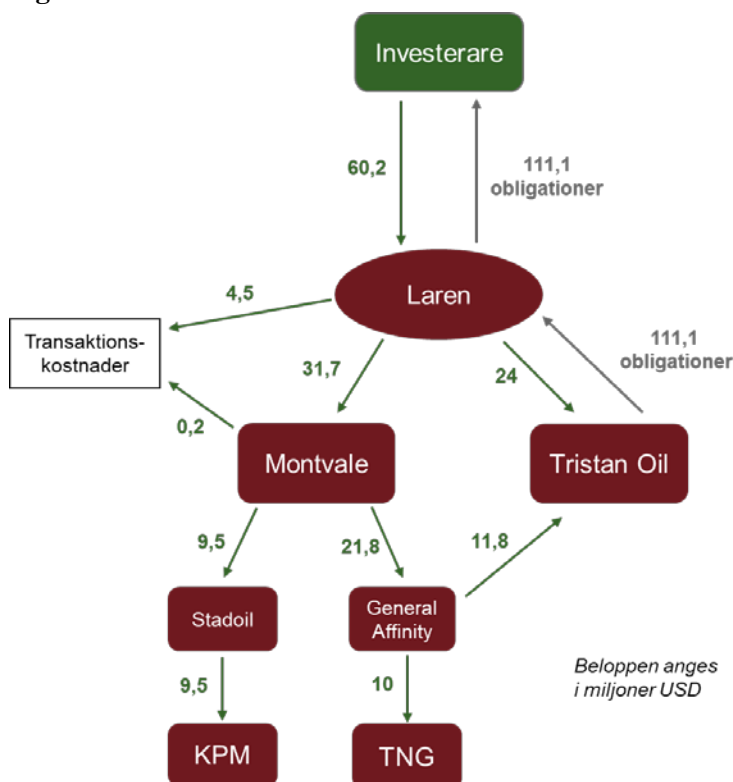 Investerare
60,2
111,1
obligationer
Laren
4,5
Transaktions-
kostnader
111,1
obligationer
31,7
24
0,2
Montvale
Tristan Oil
9,5
21,8
11,8
Stadoil
General
Affinity
9,5
10
Beloppen anges
i miljoner USD
KPM
TNG